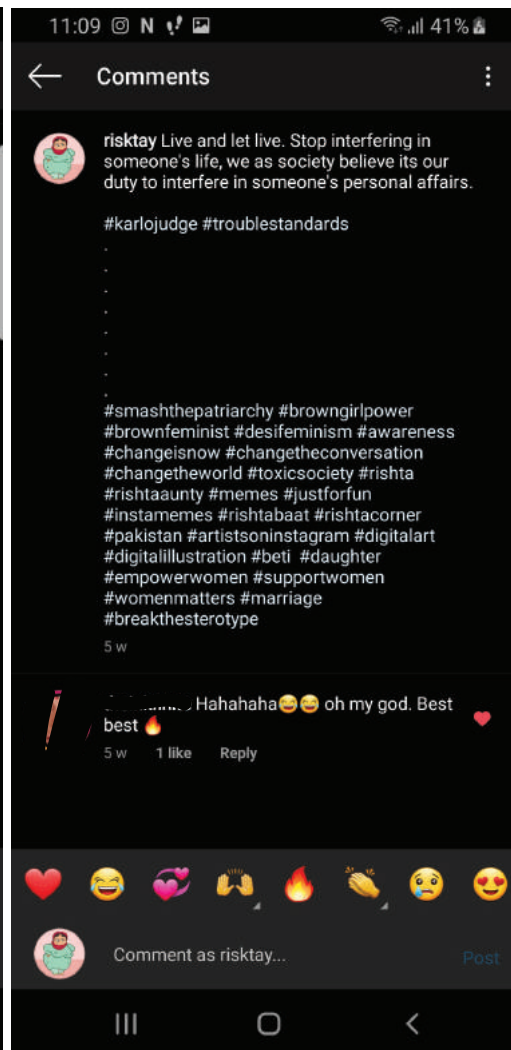 11:09 N 41%
Comments
risktay Live and let live. Stop interfering in
someone's life, we as society believe its our
duty to interfere in someone's personal affairs.
#karlojudge #troublestandards
.
.
.
.
.
.
.
.
#smashthepatriarchy #browngirlpower
#brownfeminist #desifeminism #awareness
#changeisnow #changetheconversation
#changetheworld #toxicsociety #rishta
#rishtaaunty #memes #justforfun
#instamemes #rishtabaat #rishtacorner
#pakistan #artistsoninstagram #digitalart
#digitalillustration #beti #daughter
#empowerwomen #supportwomen
#womenmatters #marriage
#breakthesterotype
5 w
Hahahaha😂😂 oh my god. Best
best 🔥
5 w 1 like Reply
Comment as risktay... Post